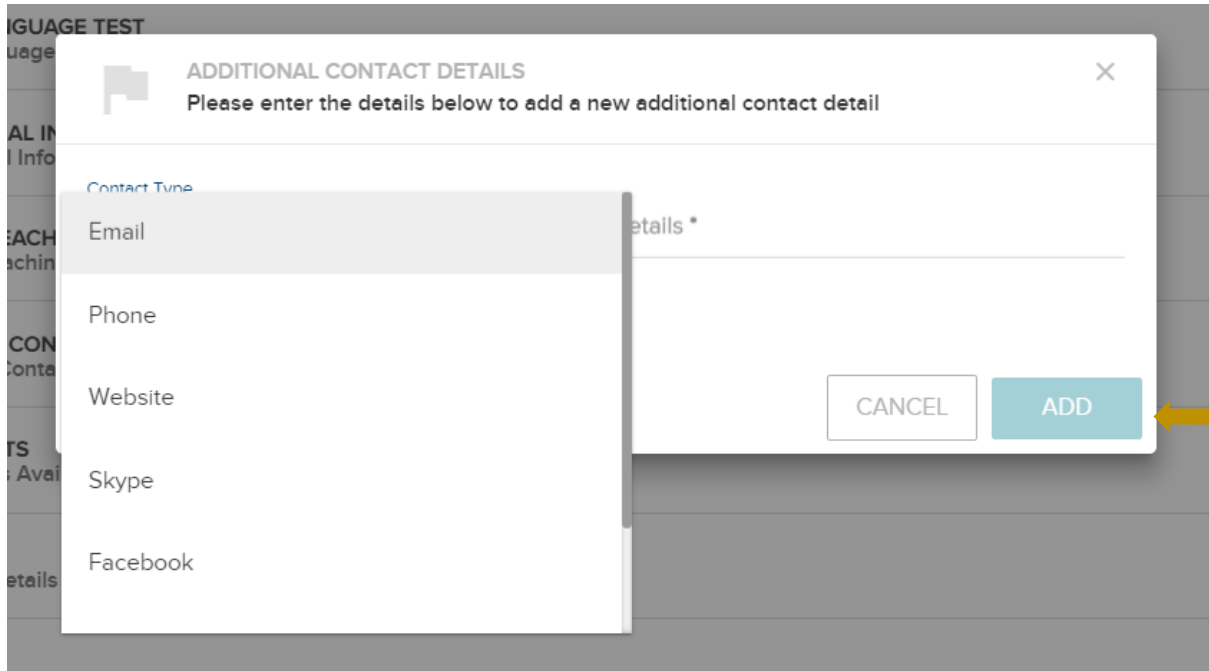 IGUAGE TEST
uage
ADDITIONAL CONTACT DETAILS
Please enter the details below to add a new additional contact detail
AL IN
l Info
Contact Type
Email
etails *
EACH
achin
Phone
CON
Conta
Website
CANCEL
ADD
TS
s Avai
Skype
Facebook
etails